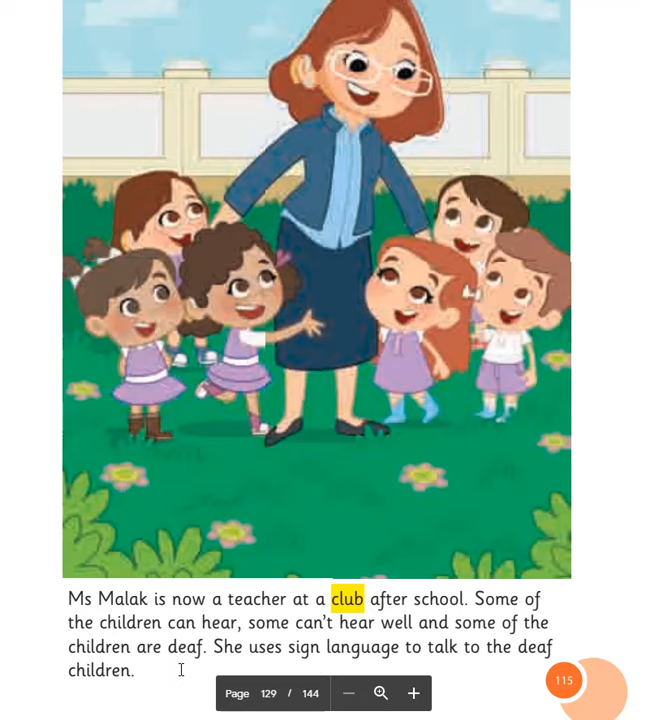 Ms Malak is now a teacher at a club after school. Some of
the children can hear, some can't hear well and some of the
children are deaf. She uses sign language to talk to the deaf
children.
115
Page 129 / 144